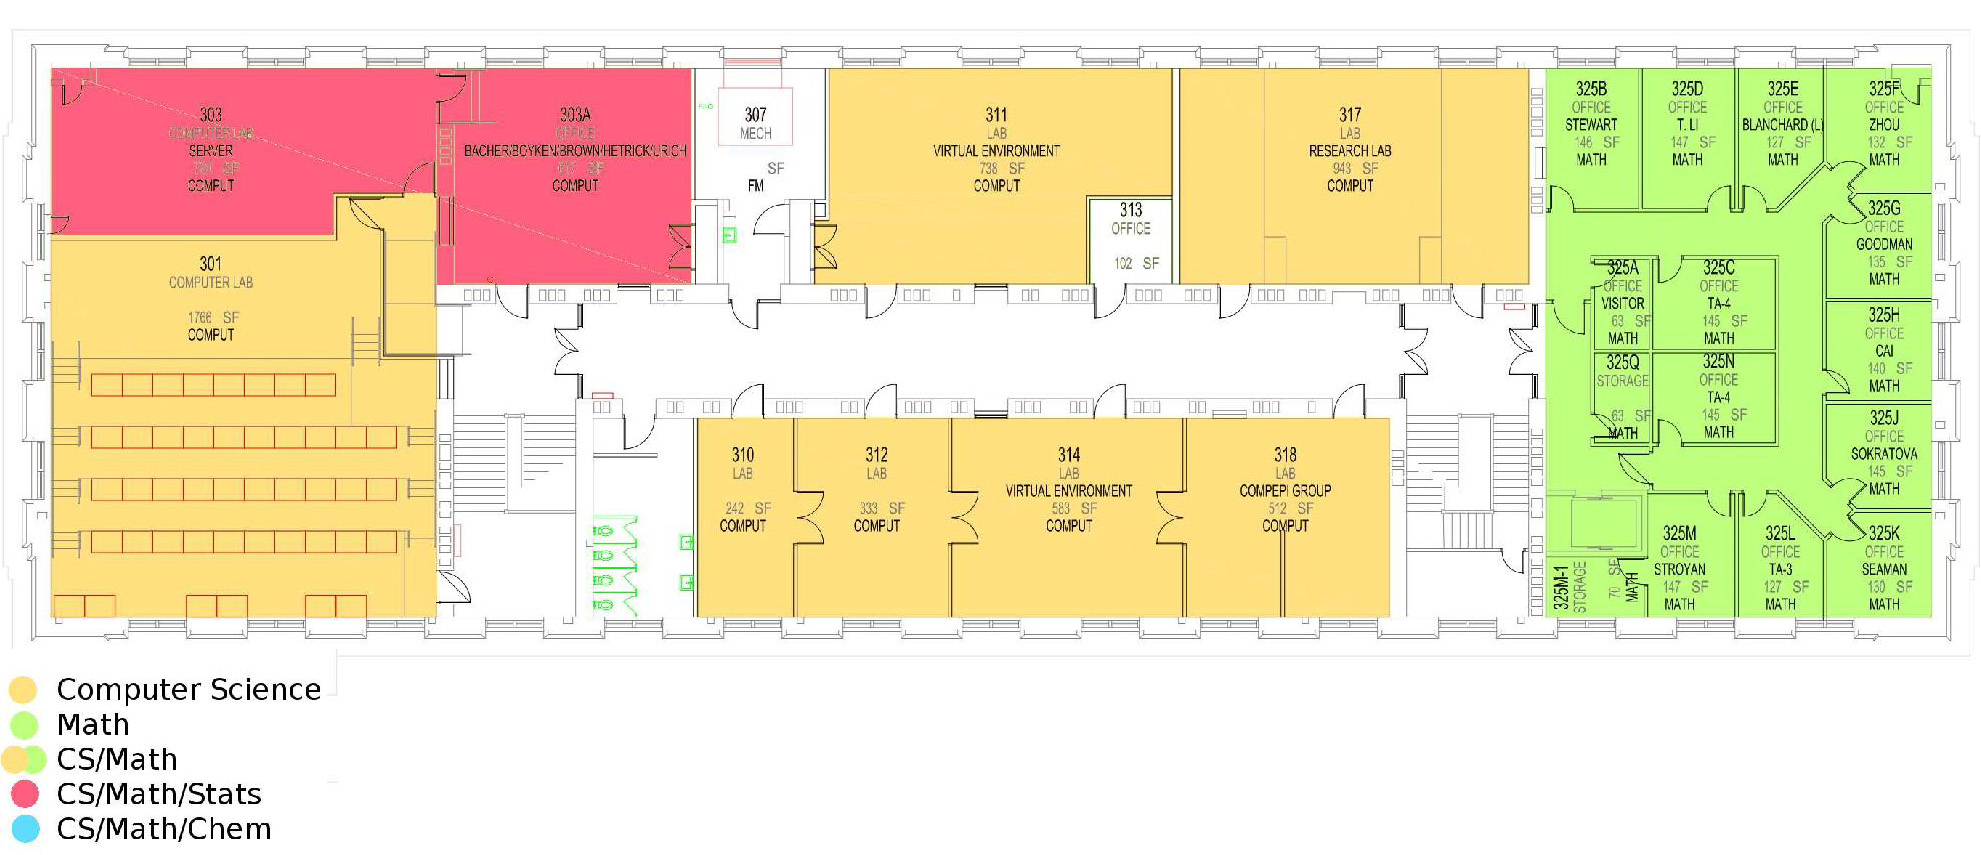 303
COMPUTER LAB
SERVER
SF
COMPUT
303A
OFFICE
BACHER/BOYKEN/BROWN/HETRICK/URICH
SF
COMPUT
307
MECH
SF
FM
311
LAB
VIRTUAL ENVIRONMENT
738 SF
COMPUT
313
OFFICE
102 SF
317
LAB
RESEARCH LAB
943 SF
COMPUT
325B
OFFICE
STEWART
146 SF
MATH
325D
OFFICE
T. LI
147 SF
MATH
325E
OFFICE
BLANCHARD (L)
127 SF
MATH
325F
OFFICE
ZHOU
132 SF
MATH
325G
OFFICE
GOODMAN
135 SF
MATH
301
COMPUTER LAB
1766 SF
COMPUT
325A
OFFICE
VISITOR
63 SF
MATH
325C
OFFICE
TA-4
145 SF
MATH
325H
OFFICE
CAI
140 SF
MATH
325Q
STORAGE
63 SF
MATH
325N
OFFICE
TA-4
145 SF
MATH
325J
OFFICE
SOKRATOVA
145 SF
MATH
310
LAB
242 SF
COMPUT
312
LAB
333 SF
COMPUT
314
LAB
VIRTUAL ENVIRONMENT
583 SF
COMPUT
318
LAB
COMPEPI GROUP
512 SF
COMPUT
325M-1
STORAGE
70 SF
MATH
325M
OFFICE
STROYAN
147 SF
MATH
325L
OFFICE
TA-3
127 SF
MATH
325K
OFFICE
SEAMAN
130 SF
MATH
Computer Science
Math
CS/Math
CS/Math/Stats
CS/Math/Chem